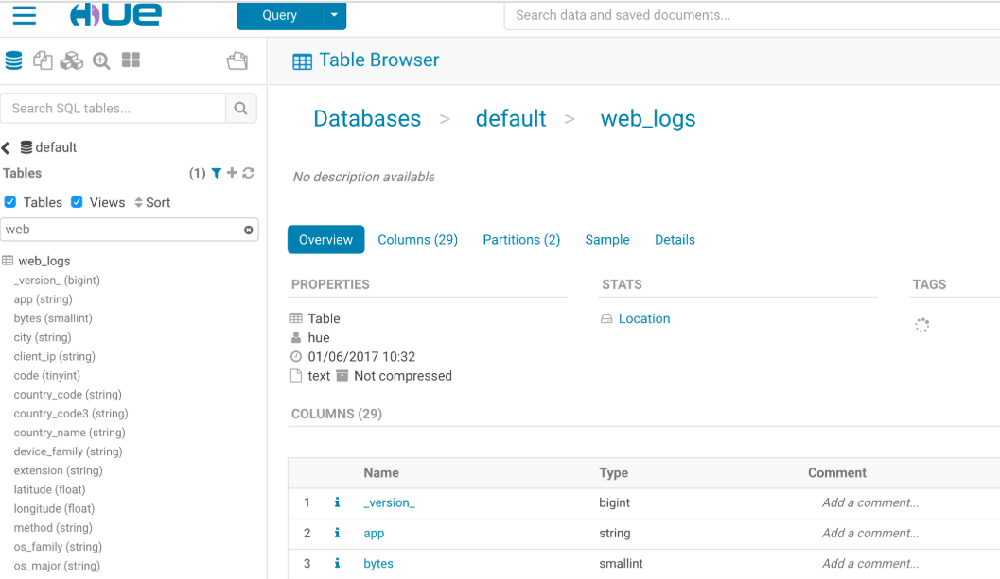 HUE
Query
Search data and saved documents...
Table Browser
Search SQL tables...
Databases > default > web_logs
default
Tables (1)
No description available
Tables Views Sort
web
Overview Columns (29) Partitions (2) Sample Details
web_logs
_version_ (bigint)
app (string)
bytes (smallint)
city (string)
client_ip (string)
code (tinyint)
country_code (string)
country_code3 (string)
country_name (string)
device_family (string)
extension (string)
latitude (float)
longitude (float)
method (string)
os_family (string)
os_major (string)
PROPERTIES STATS TAGS
Table Location
hue
01/06/2017 10:32
text Not compressed
COLUMNS (29)
Name Type Comment
1 i _version_ bigint Add a comment...
2 i app string Add a comment...
3 i bytes smallint Add a comment...